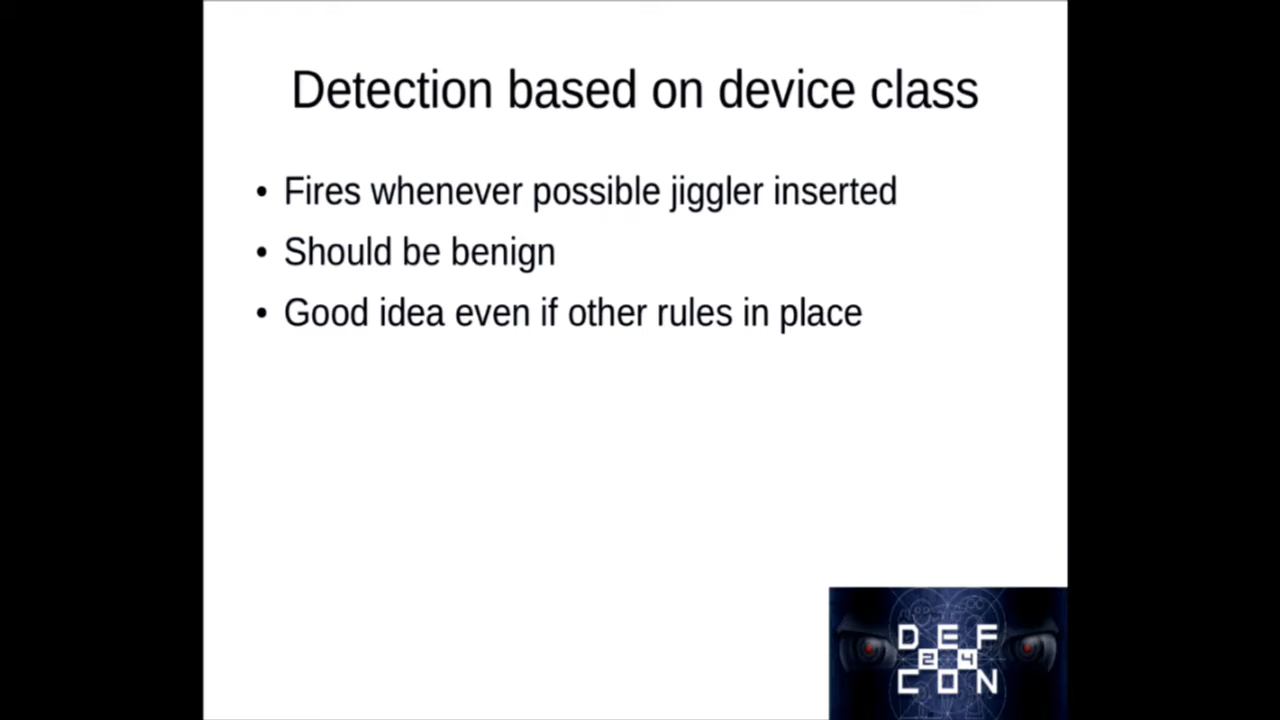 Detection based on device class
• Fires whenever possible jiggler inserted
• Should be benign
• Good idea even if other rules in place
DEF
24
CON